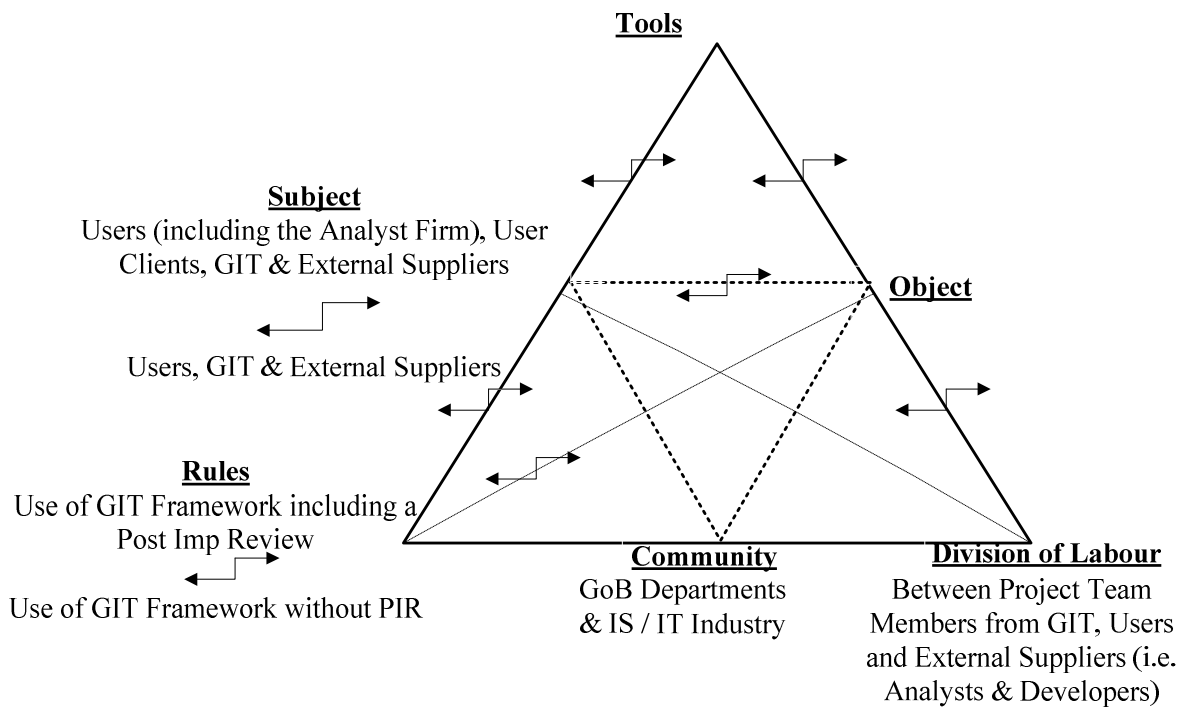 Tools
Subject
Users (including the Analyst Firm), User
Clients, GIT & External Suppliers
Users, GIT & External Suppliers
Object
Rules
Use of GIT Framework including a
Post Imp Review
Use of GIT Framework without PIR
Community
GoB Departments
& IS / IT Industry
Division of Labour
Between Project Team
Members from GIT, Users
and External Suppliers (i.e.
Analysts & Developers)